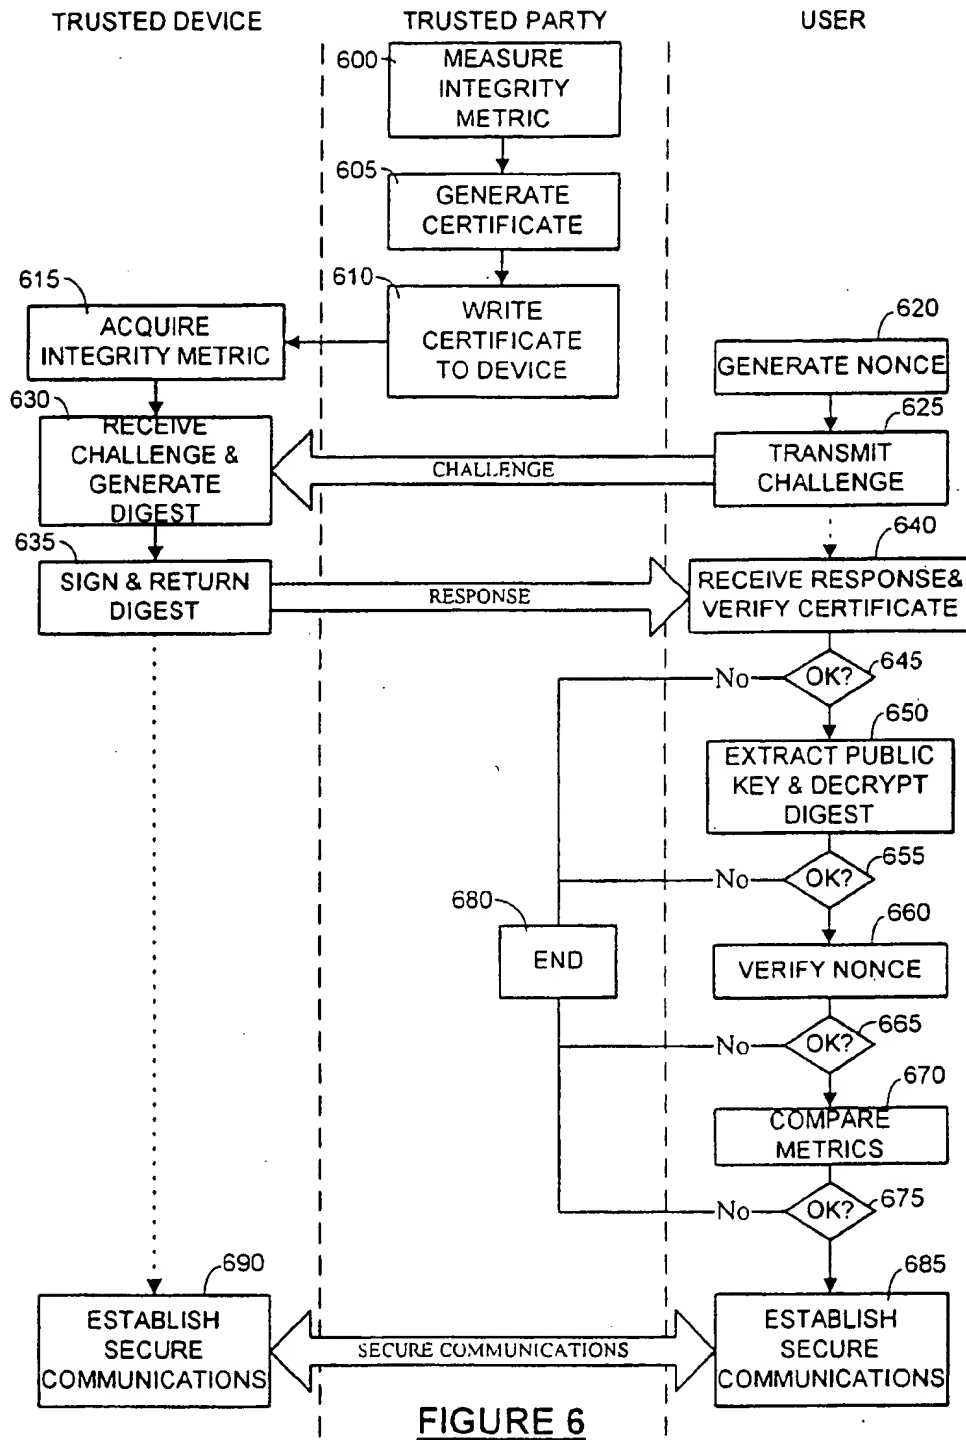 TRUSTED DEVICE
TRUSTED PARTY
USER
600
MEASURE
INTEGRITY
METRIC
605
GENERATE
CERTIFICATE
610
WRITE
CERTIFICATE
TO DEVICE
615
ACQUIRE
INTEGRITY METRIC
620
GENERATE NONCE
625
TRANSMIT
CHALLENGE
CHALLENGE
630
RECEIVE
CHALLENGE &
GENERATE
DIGEST
635
SIGN & RETURN
DIGEST
RESPONSE
640
RECEIVE RESPONSE&
VERIFY CERTIFICATE
645
OK?
No
650
EXTRACT PUBLIC
KEY & DECRYPT
DIGEST
655
OK?
No
680
END
660
VERIFY NONCE
665
OK?
No
670
COMPARE
METRICS
675
OK?
No
690
ESTABLISH
SECURE
COMMUNICATIONS
SECURE COMMUNICATIONS
685
ESTABLISH
SECURE
COMMUNICATIONS
FIGURE 6